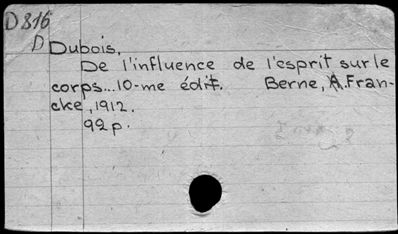 D816
D Dubois.
De l'influence de l'esprit sur le
corps...10-me édit. Berne, A. Fran-
cke, 1912.
92 p.